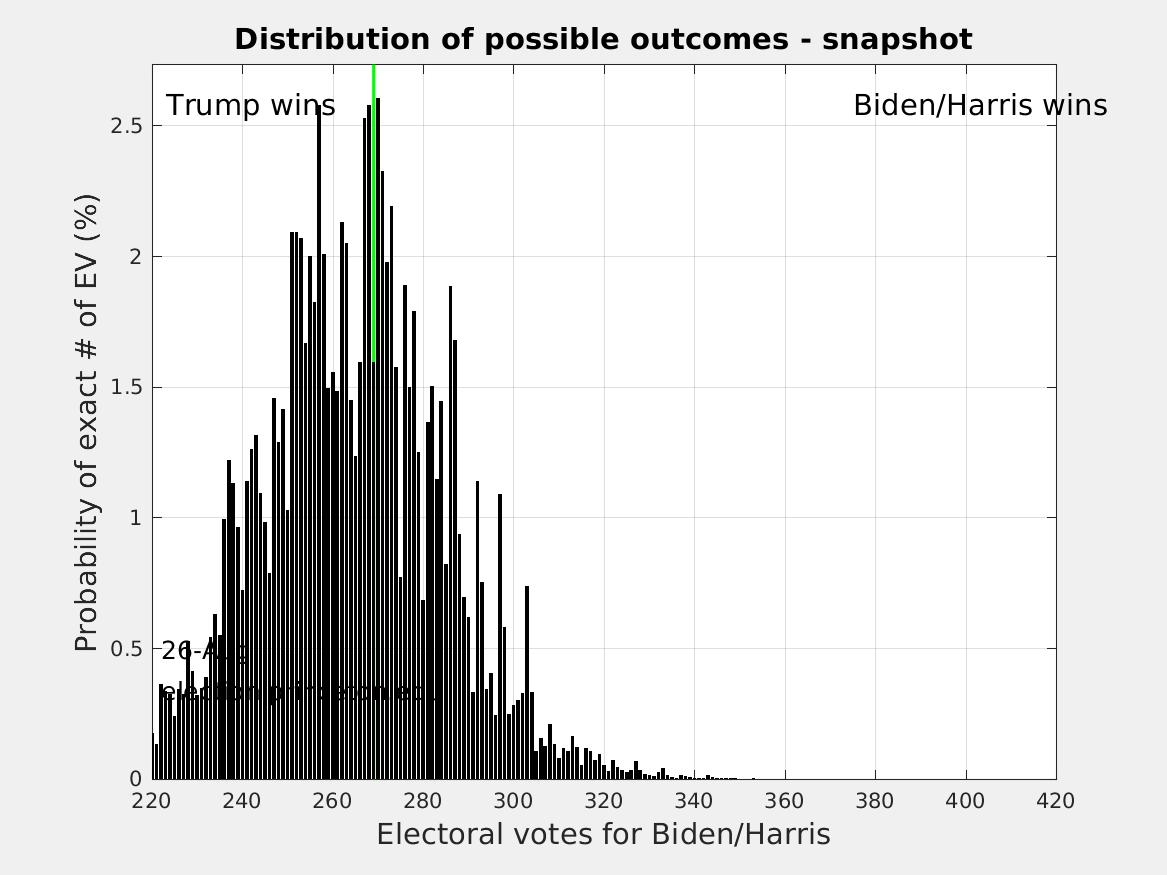 Distribution of possible outcomes - snapshot
Trump wins
Biden/Harris wins
2.5
2
1.5
1
0.5
0
Probability of exact # of EV (%)
26-Aug
220 240 260 280 300 320 340 360 380 400 420
Electoral votes for Biden/Harris